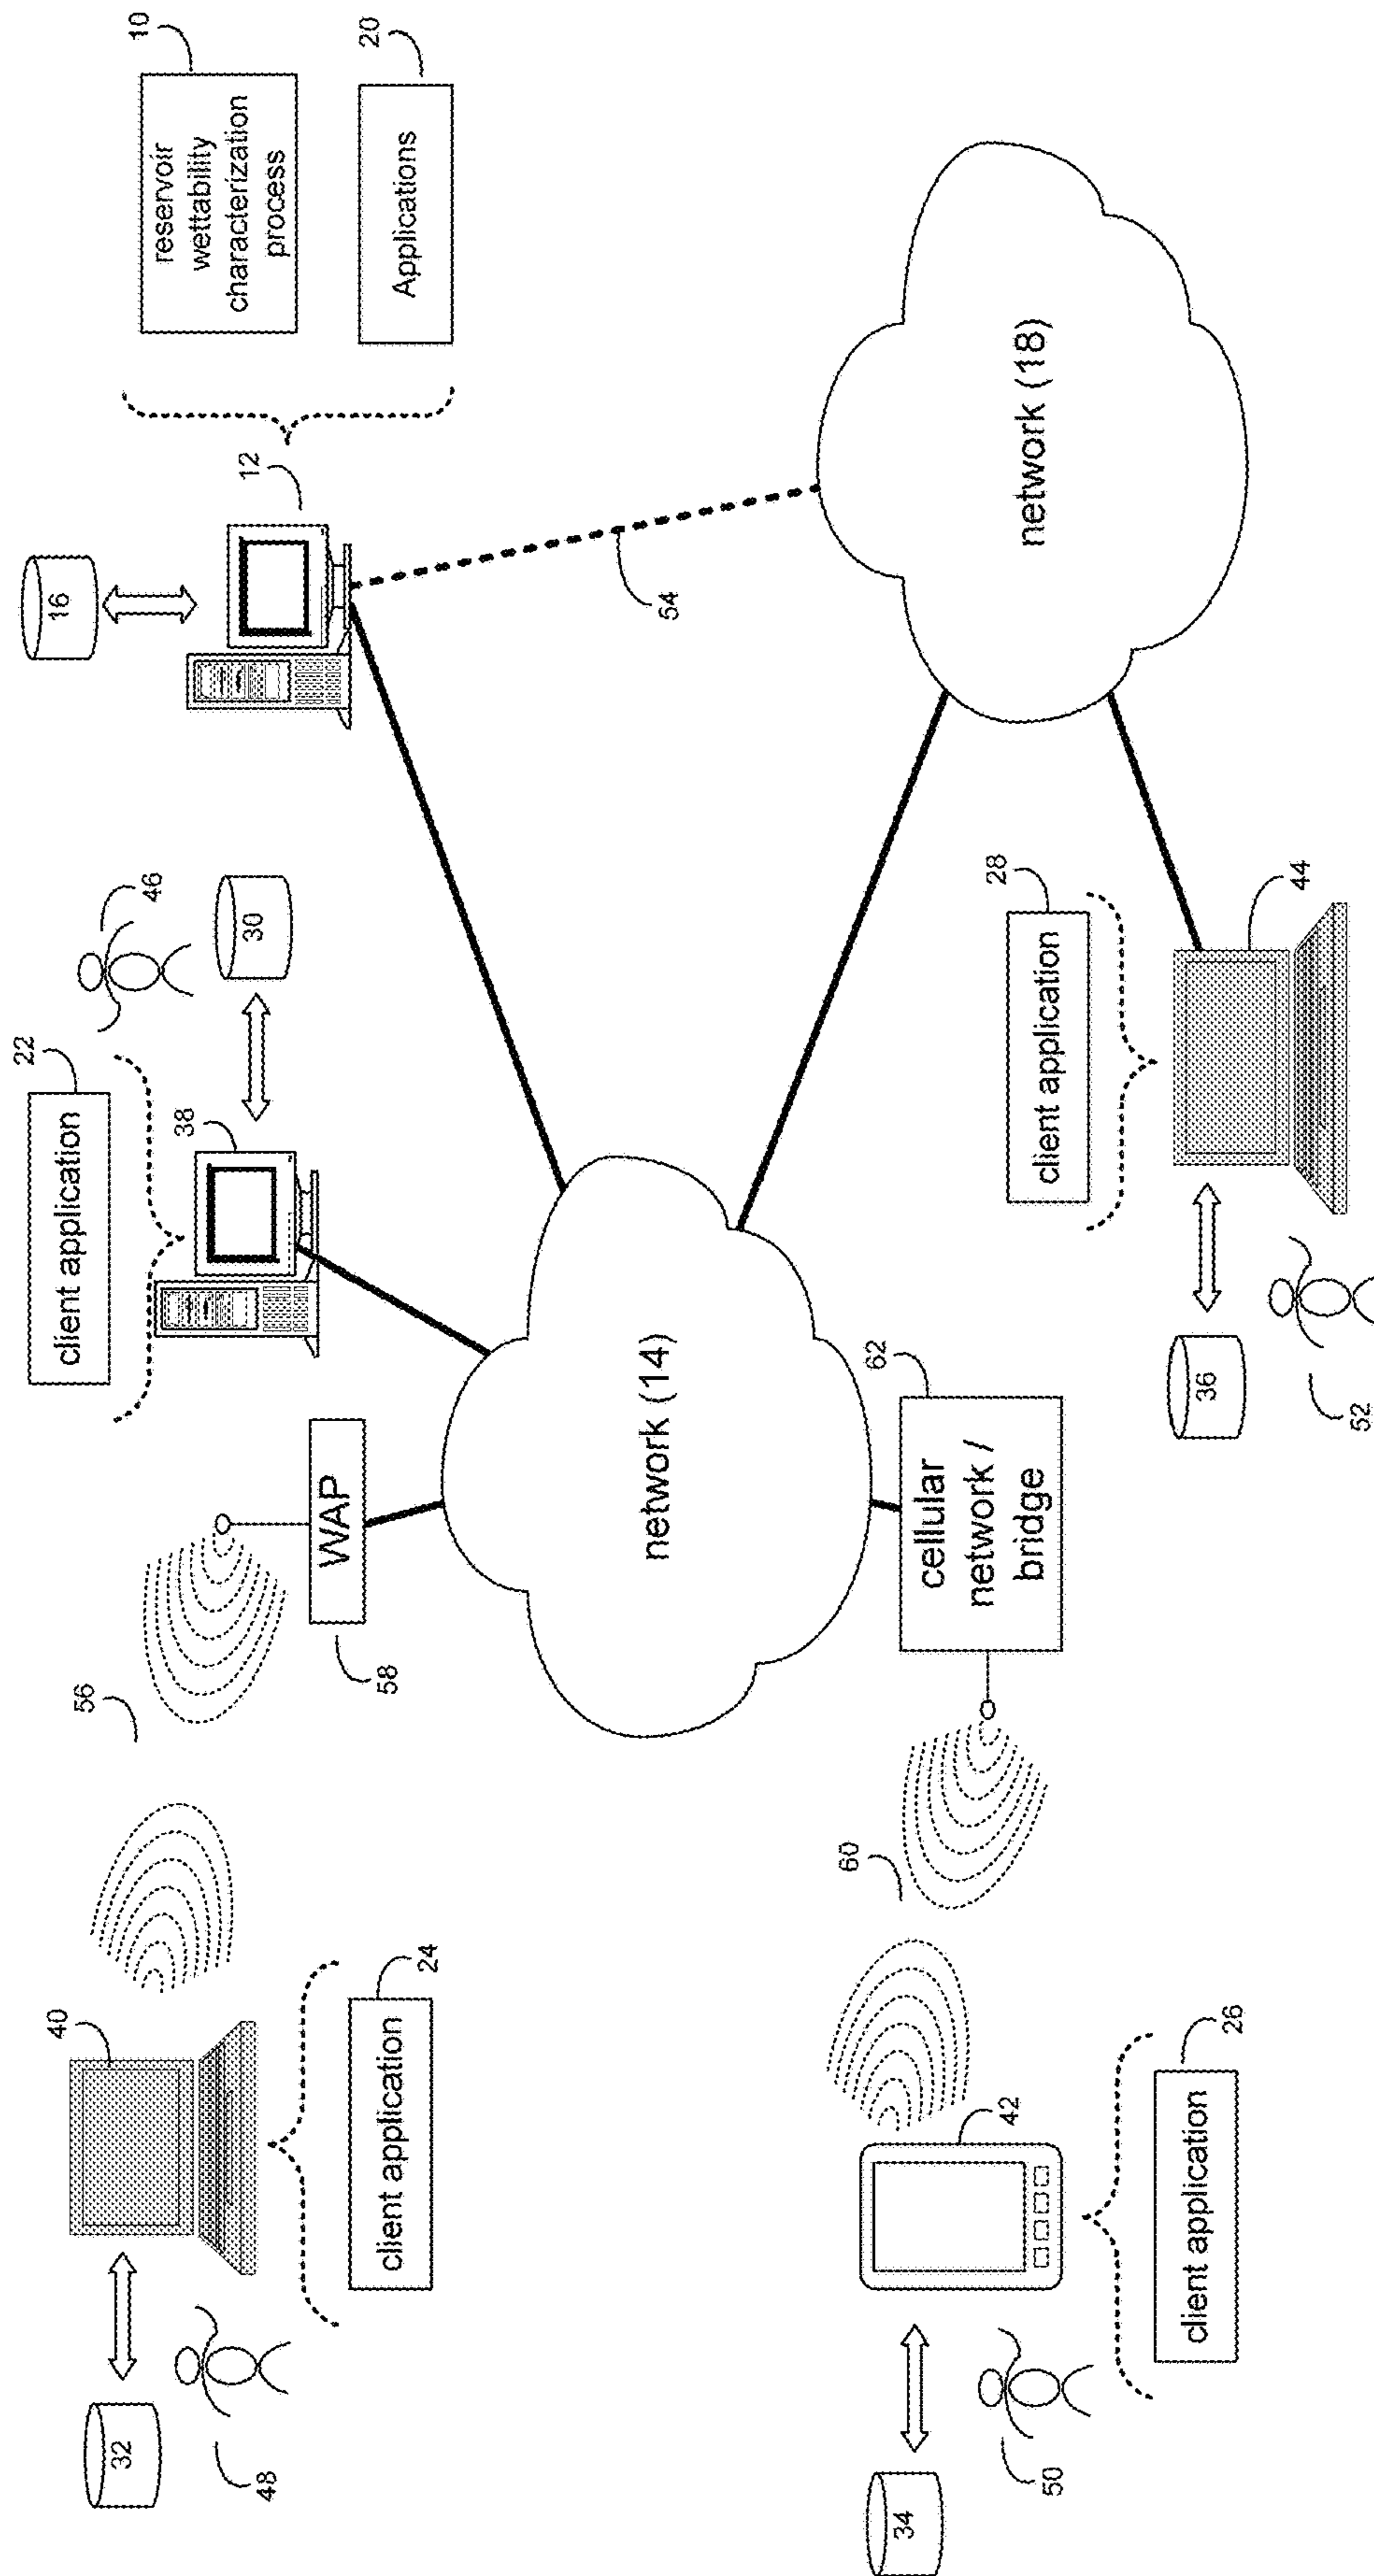 32
48
40
client application
24
56
WAP
58
client application
22
38
46
30
16
12
reservoir
wettability
characterization
process
10
Applications
20
54
network (14)
network (18)
34
50
42
client application
26
60
cellular
network /
bridge
62
36
52
client application
28
44